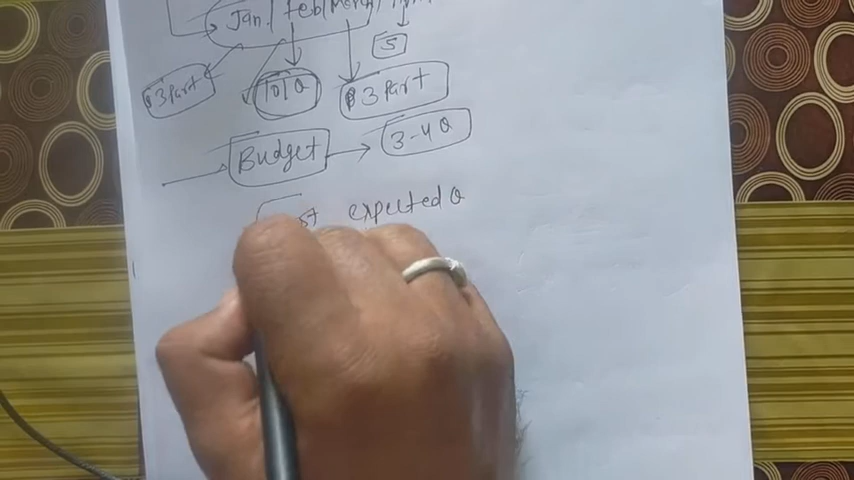 Jan. / Feb / March /
5
3 Part 10 / Q 3 Part
Budget 3-4 Q
expected Q